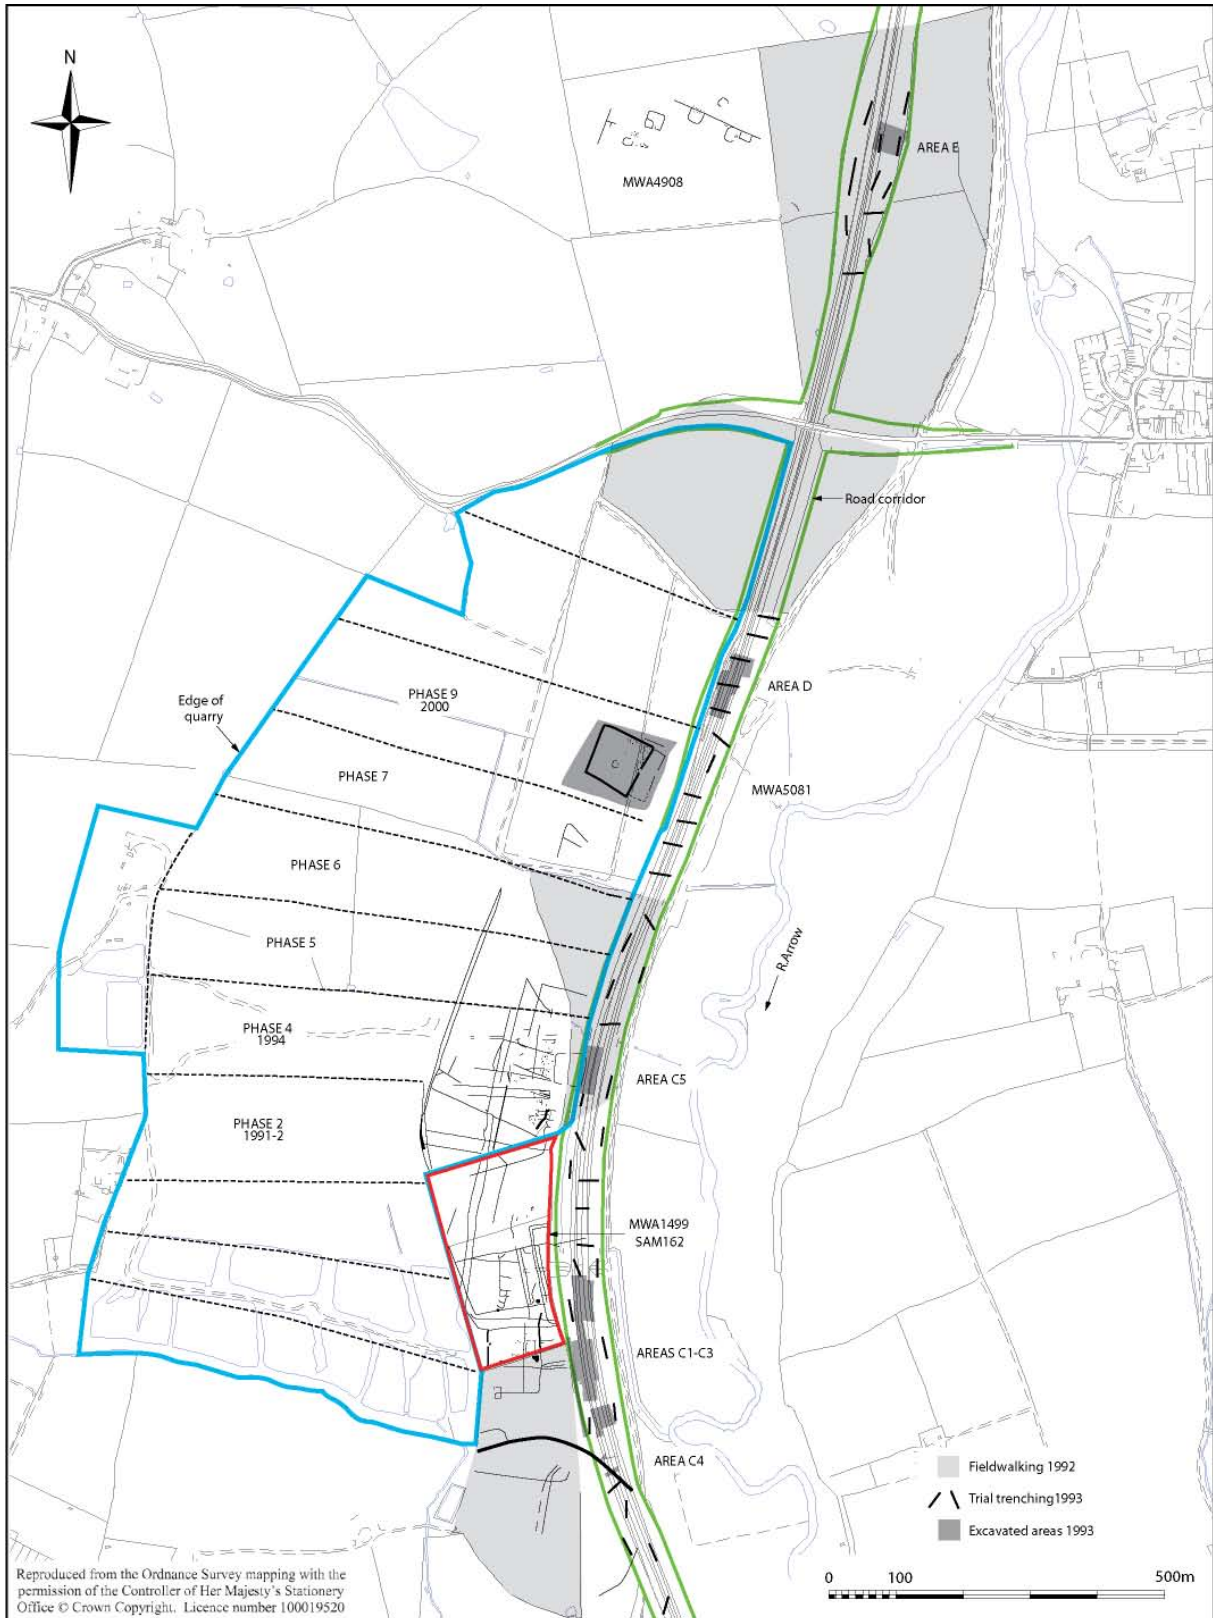 N
AREA E
MWA4908
Road corridor
AREA D
Edge of
quarry
PHASE 9
2000
PHASE 7
MWA5081
PHASE 6
PHASE 5
R.Arrow
PHASE 4
1994
AREA C5
PHASE 2
1991-2
MWA1499
SAM162
AREAS C1-C3
AREA C4
Fieldwalking 1992
Trial trenching1993
Excavated areas 1993
Reproduced from the Ordnance Survey mapping with the
permission of the Controller of Her Majesty's Stationery
Office © Crown Copyright. Licence number 100019520
0 100 500m